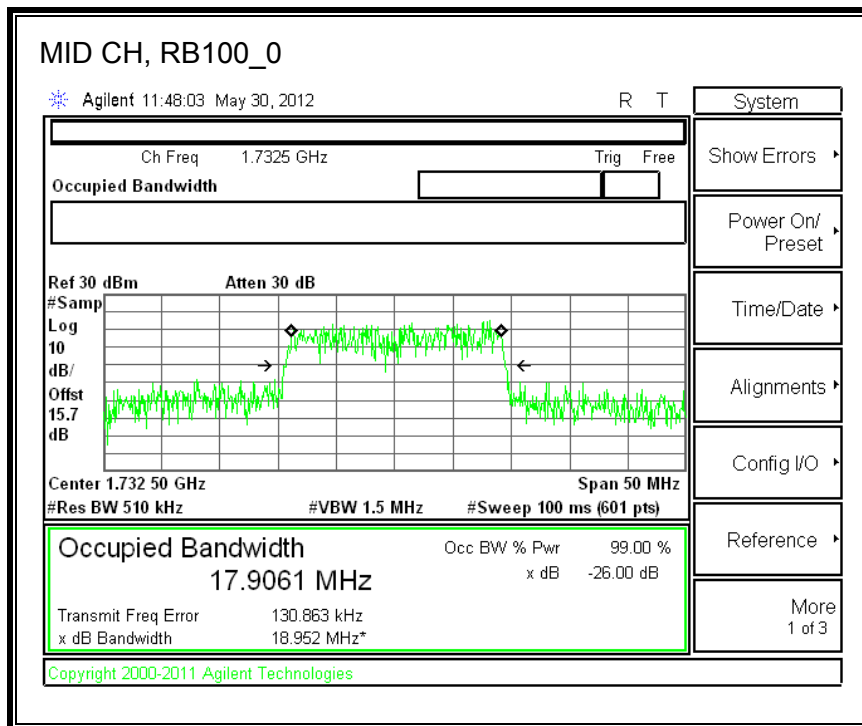 MID CH, RB100_0
Agilent 11:48:03 May 30, 2012 R T
System
Ch Freq 1.7325 GHz Trig Free
Show Errors
Occupied Bandwidth
Power On/
Preset
Ref 30 dBm Atten 30 dB
#Samp
Log
10
dB/
Offst
15.7
dB
Time/Date
Alignments
Config I/O
Center 1.732 50 GHz Span 50 MHz
#Res BW 510 kHz #VBW 1.5 MHz #Sweep 100 ms (601 pts)
Occupied Bandwidth Occ BW % Pwr 99.00 %
17.9061 MHz x dB -26.00 dB
Reference
Transmit Freq Error 130.863 kHz
x dB Bandwidth 18.952 MHz*
More
1 of 3
Copyright 2000-2011 Agilent Technologies